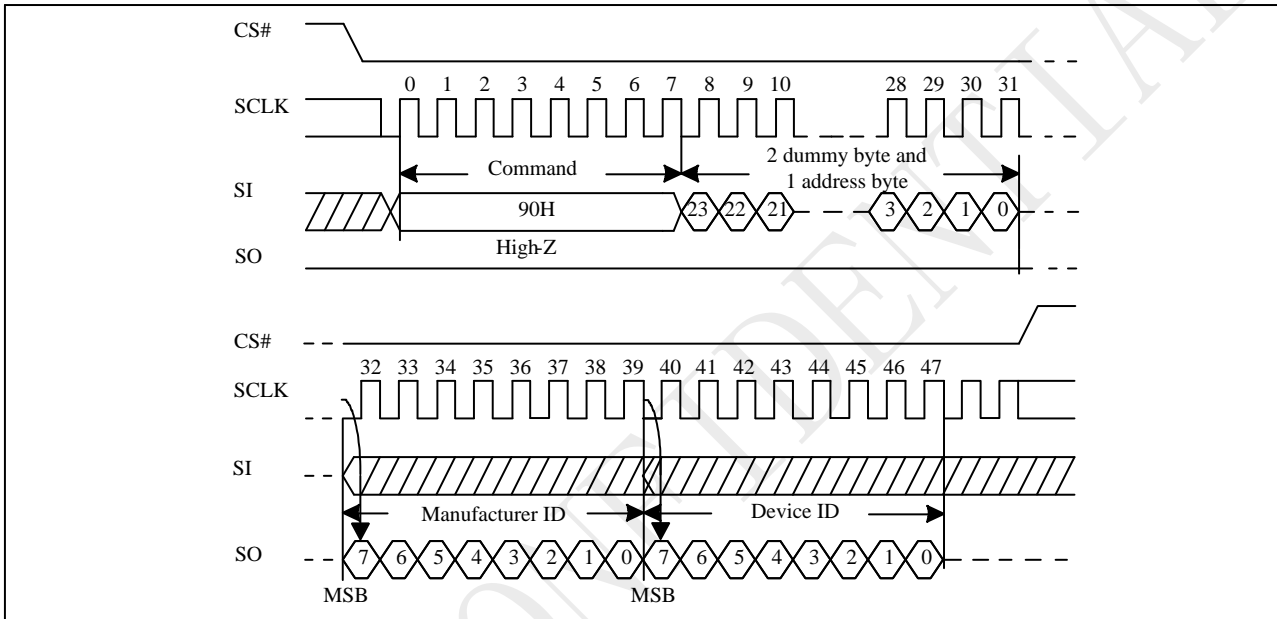 CS#
0 1 2 3 4 5 6 7 8 9 10 28 29 30 31
SCLK
Command
2 dummy byte and
1 address byte
SI
90H 23 22 21 3 2 1 0
High-Z
SO
CS#
32 33 34 35 36 37 38 39 40 41 42 43 44 45 46 47
SCLK
SI
Manufacturer ID Device ID
SO
7 6 5 4 3 2 1 0 7 6 5 4 3 2 1 0
MSB MSB